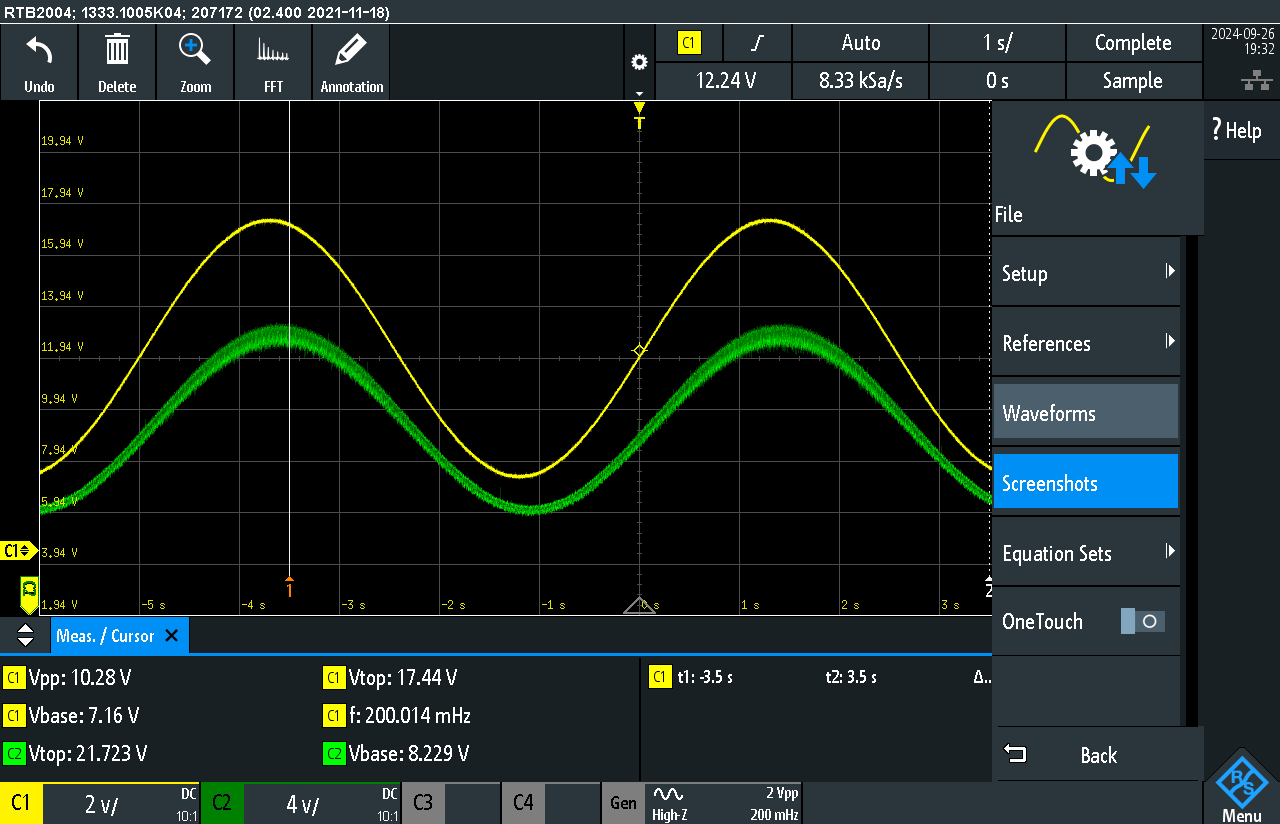 RTB2004; 1333.1005K04; 207172 (02.400 2021-11-18)
Undo
Delete
Zoom
FFT
Annotation
C1
Auto
1 s/
Complete
12.24 V
8.33 kSa/s
0 s
Sample
2024-09-26
19:32
Help
File
Setup
References
Waveforms
Screenshots
Equation Sets
OneTouch
Back
Menu
T
19,94 V
17,94 V
15,94 V
13,94 V
11,94 V
9,94 V
7,94 V
5,94 V
3,94 V
1,94 V
C1
-5 s
-4 s
-3 s
-2 s
-1 s
0 s
1 s
2 s
3 s
1
2
Meas. / Cursor
C1 Vpp: 10.28 V
C1 Vtop: 17.44 V
C1 t1: -3.5 s
t2: 3.5 s
Δ..
C1 Vbase: 7.16 V
C1 f: 200.014 mHz
C2 Vtop: 21.723 V
C2 Vbase: 8.229 V
C1
2 V/
DC
10:1
C2
4 V/
DC
10:1
C3
C4
Gen
High-Z
2 Vpp
200 mHz
R/S